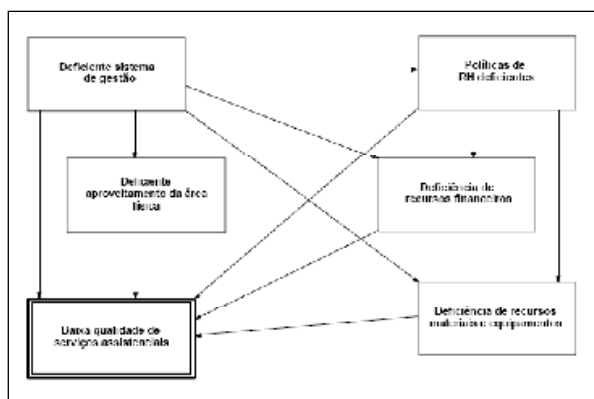 Deficiente sistema
de gestão
Políticas de
RH deficientes
Deficiente
aproveitamento da área
física
Deficiência de
recursos financeiros
Baixa qualidade de
serviços assistenciais
Deficiência de recursos
materiais e equipamentos